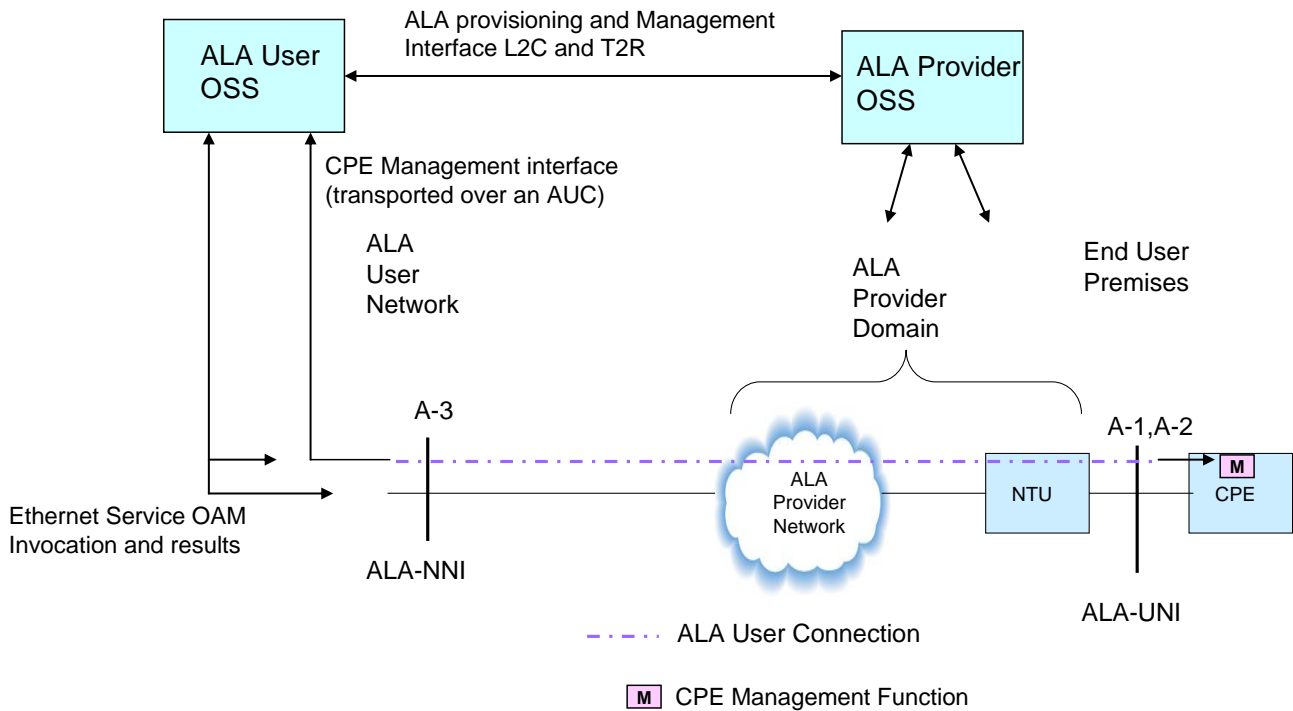 ALA provisioning and Management
Interface L2C and T2R
ALA User
OSS
ALA Provider
OSS
CPE Management interface
(transported over an AUC)
ALA
User
Network
ALA
Provider
Domain
End User
Premises
A-3
A-1,A-2
M
ALA
Provider
Network
NTU
CPE
Ethernet Service OAM
Invocation and results
ALA-NNI
ALA-UNI
ALA User Connection
M CPE Management Function